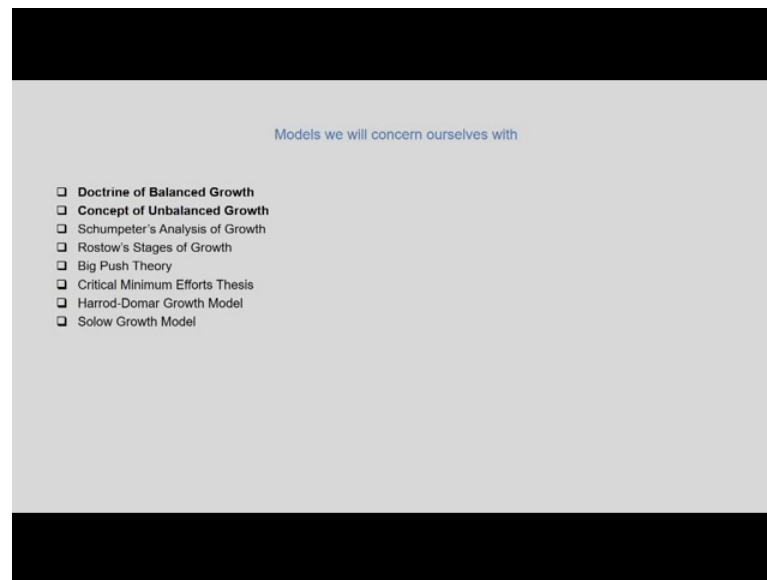 Models we will concern ourselves with
❑ Doctrine of Balanced Growth
❑ Concept of Unbalanced Growth
❑ Schumpeter's Analysis of Growth
❑ Rostow's Stages of Growth
❑ Big Push Theory
❑ Critical Minimum Efforts Thesis
❑ Harrod-Domar Growth Model
❑ Solow Growth Model